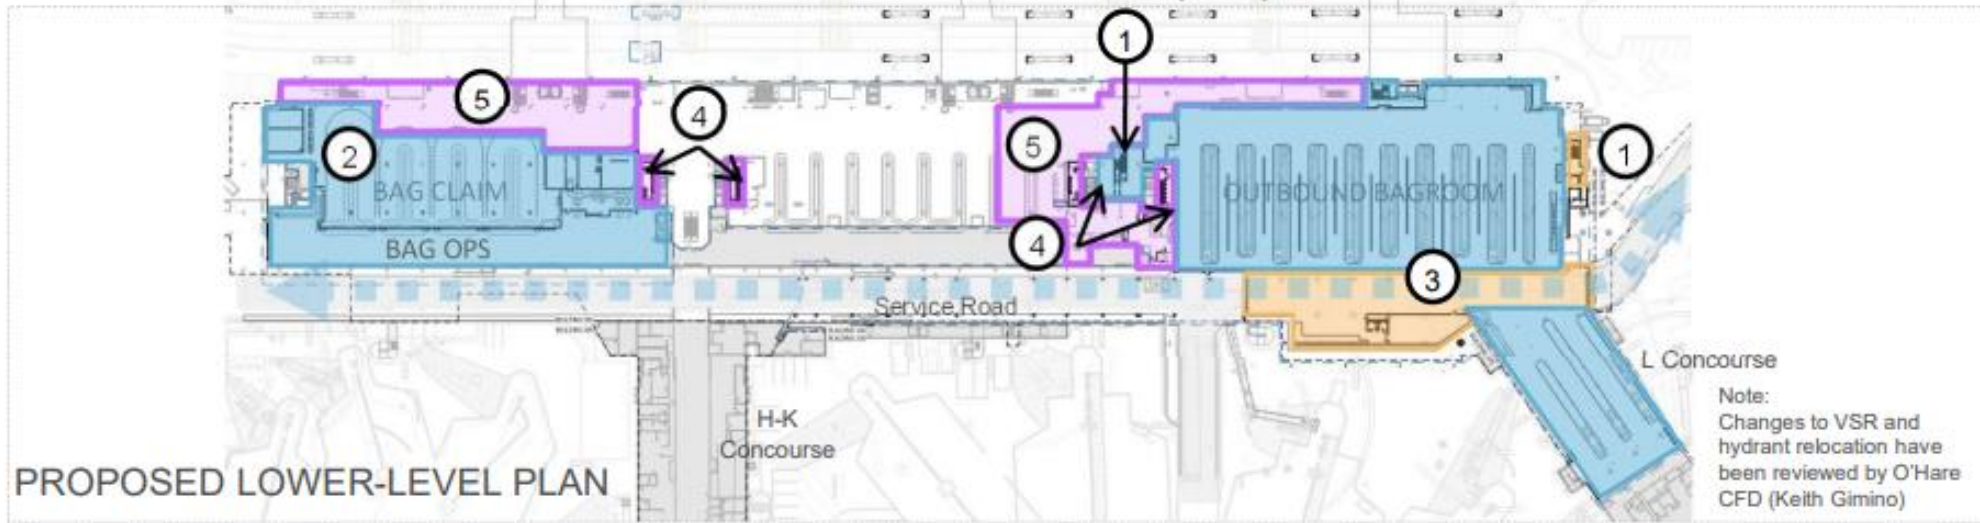 1
5
4
2
5
1
BAG CLAIM
OUTBOUND BAGROOM
4
BAG OPS
3
Service Road
L Concourse
H-K
Concourse
Note:
Changes to VSR and
hydrant relocation have
been reviewed by O'Hare
CFD (Keith Gimino)
PROPOSED LOWER-LEVEL PLAN